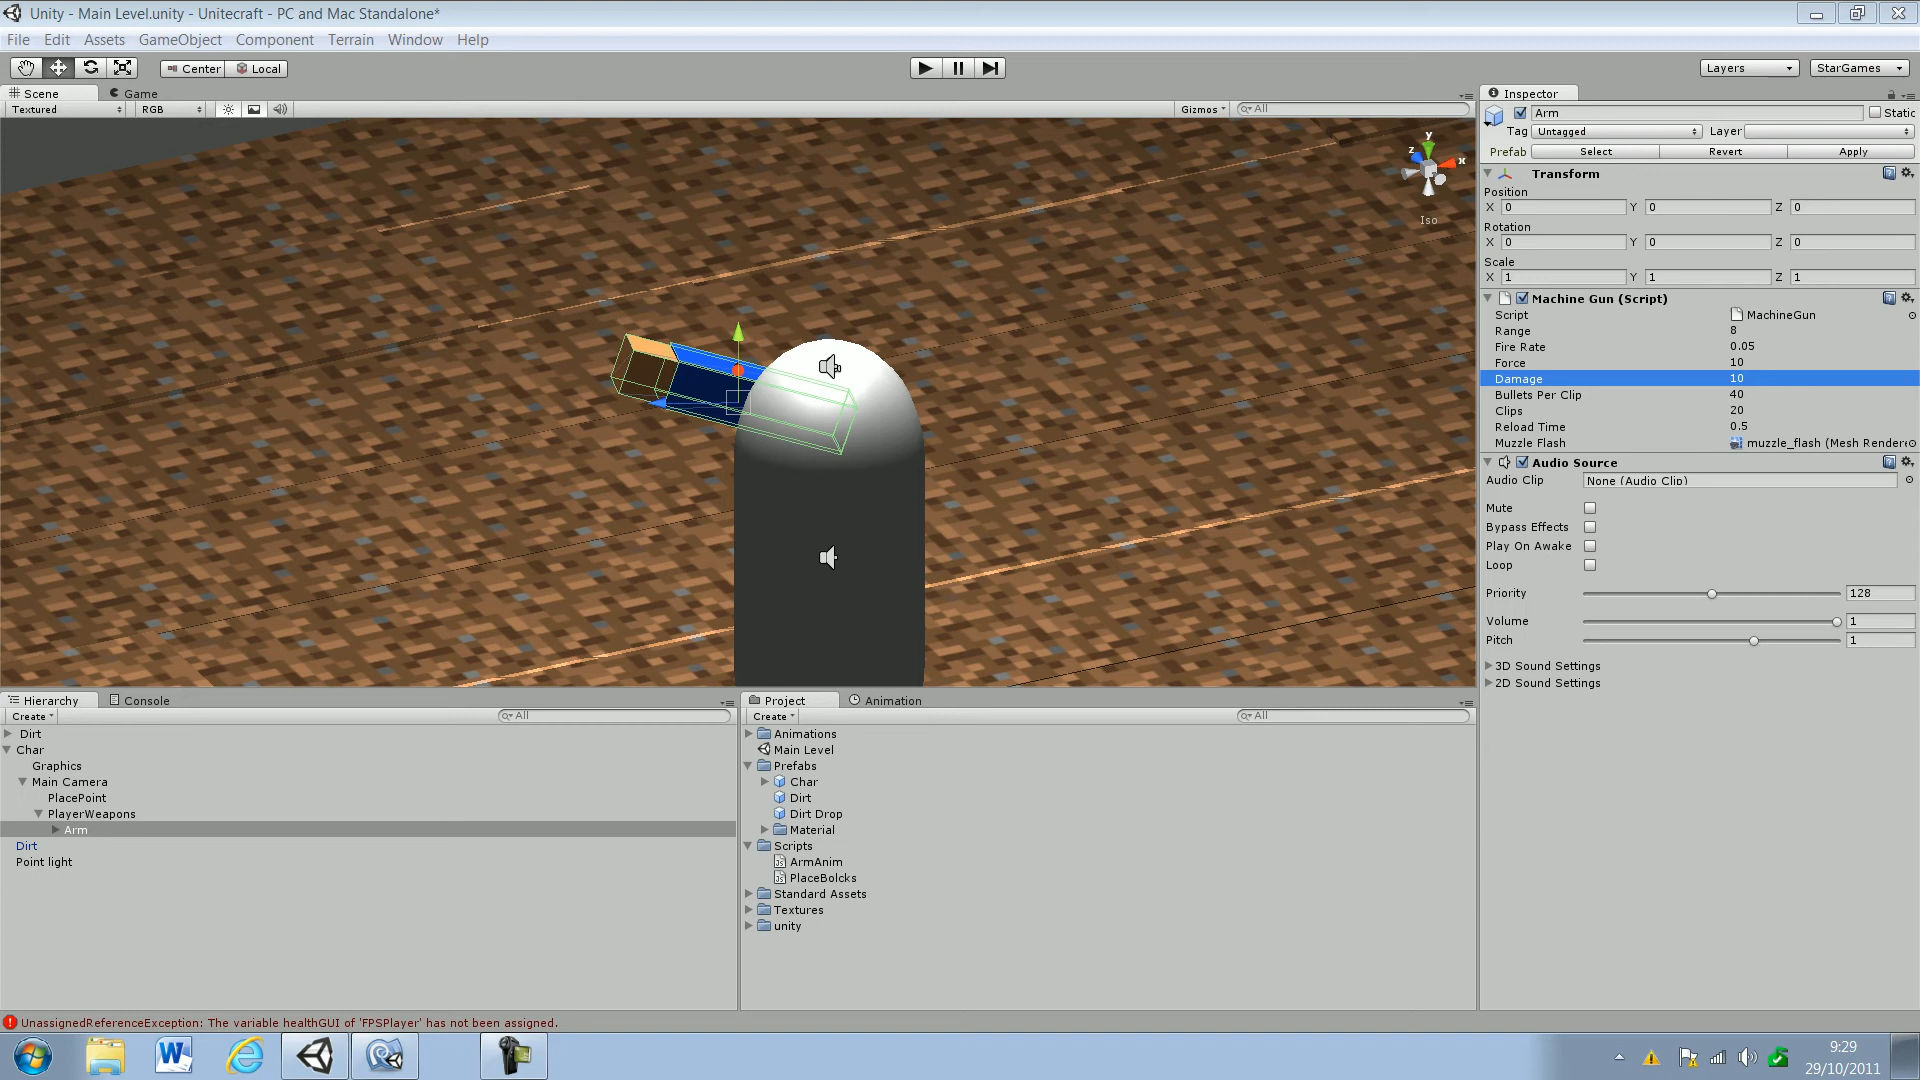 Unity - Main Level.unity - Unitecraft - PC and Mac Standalone*
File Edit Assets GameObject Component Terrain Window Help
Center Local
Layers StarGames
Scene Game
Textured RGB Gizmos All
y
z x
Iso
Inspector
Arm Static
Tag Untagged Layer
Prefab Select Revert Apply
Transform
Position
X 0 Y 0 Z 0
Rotation
X 0 Y 0 Z 0
Scale
X 1 Y 1 Z 1
Machine Gun (Script)
Script MachineGun
Range 8
Fire Rate 0.05
Force 10
Damage 10
Bullets Per Clip 40
Clips 20
Reload Time 0.5
Muzzle Flash muzzle_flash (Mesh Rendere
Audio Source
Audio Clip None (Audio Clip)
Mute
Bypass Effects
Play On Awake
Loop
Priority 128
Volume 1
Pitch 1
3D Sound Settings
2D Sound Settings
Hierarchy Console
Create All
Dirt
Char
Graphics
Main Camera
PlacePoint
PlayerWeapons
Arm
Dirt
Point light
Project Animation
Create All
Animations
Main Level
Prefabs
Char
Dirt
Dirt Drop
Material
Scripts
ArmAnim
PlaceBolcks
Standard Assets
Textures
unity
UnassignedReferenceException: The variable healthGUI of 'FPSPlayer' has not been assigned.
9:29
29/10/2011